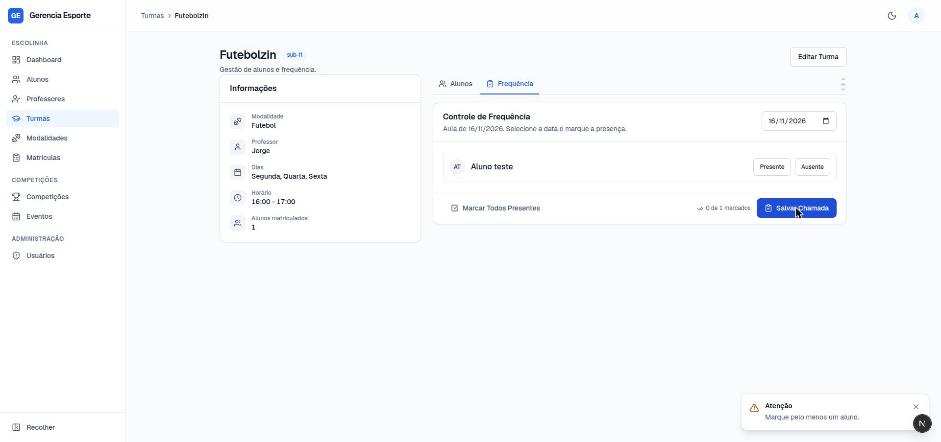 GE Gerencia Esporte
Turmas > Futebolzin
A
ESCOLINHA
Dashboard
Alunos
Professores
Turmas
Modalidades
Matrículas
COMPETIÇÕES
Competições
Eventos
ADMINISTRAÇÃO
Usuários
Recolher
Futebolzin sub-11
Gestão de alunos e frequência.
Editar Turma
Informações
Modalidade
Futebol
Professor
Jorge
Dias
Segunda, Quarta, Sexta
Horário
16:00 - 17:00
Alunos matriculados
1
Alunos Frequência
Controle de Frequência
Aula de 16/11/2026. Selecione a data e marque a presença.
16/11/2026
AT Aluno teste Presente Ausente
Marcar Todos Presentes 0 de 1 marcados Salvar Chamada
Atenção
Marque pelo menos um aluno.
N